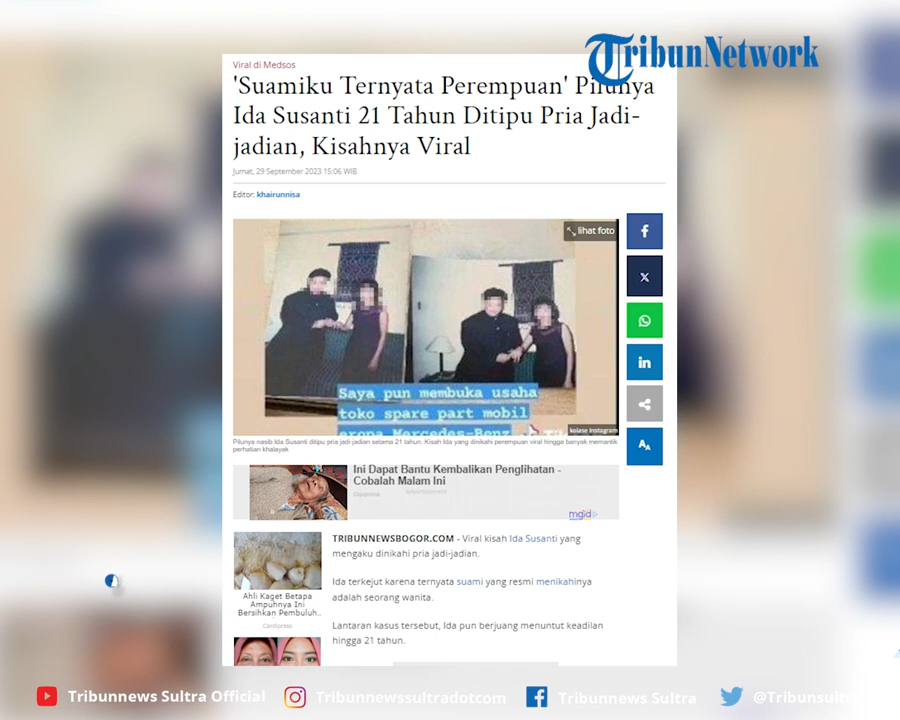 TribunNetwork
Viral di Medsos
'Suamiku Ternyata Perempuan' Pilunya
Ida Susanti 21 Tahun Ditipu Pria Jadi-
jadian, Kisahnya Viral
Jumat, 29 September 2023 15:06 WIB
Editor: khairunnisa
lihat foto
Saya pun membuka usaha
toko spare part mobil
eropa Mercedes-Benz
kolase Instagram
Pilunya nasib Ida Susanti ditipu pria jadi-jadian selama 21 tahun. Kisah Ida yang dinikahi perempuan viral hingga banyak memantik
perhatian khalayak
Ini Dapat Bantu Kembalikan Penglihatan -
Cobalah Malam Ini
Advertisement
mgid
TRIBUNNEWSBOGOR.COM - Viral kisah Ida Susanti yang
mengaku dinikahi pria jadi-jadian.
Ida terkejut karena ternyata suami yang resmi menikahinya
adalah seorang wanita.
Lantaran kasus tersebut, Ida pun berjuang menuntut keadilan
hingga 21 tahun.
Ahli Kaget Betapa
Ampuhnya Ini
Bersihkan Pembuluh...
Cardipress
Tribunnews Sultra Official
Tribunnewssultradotcom
Tribunnews Sultra
@Tribunsult